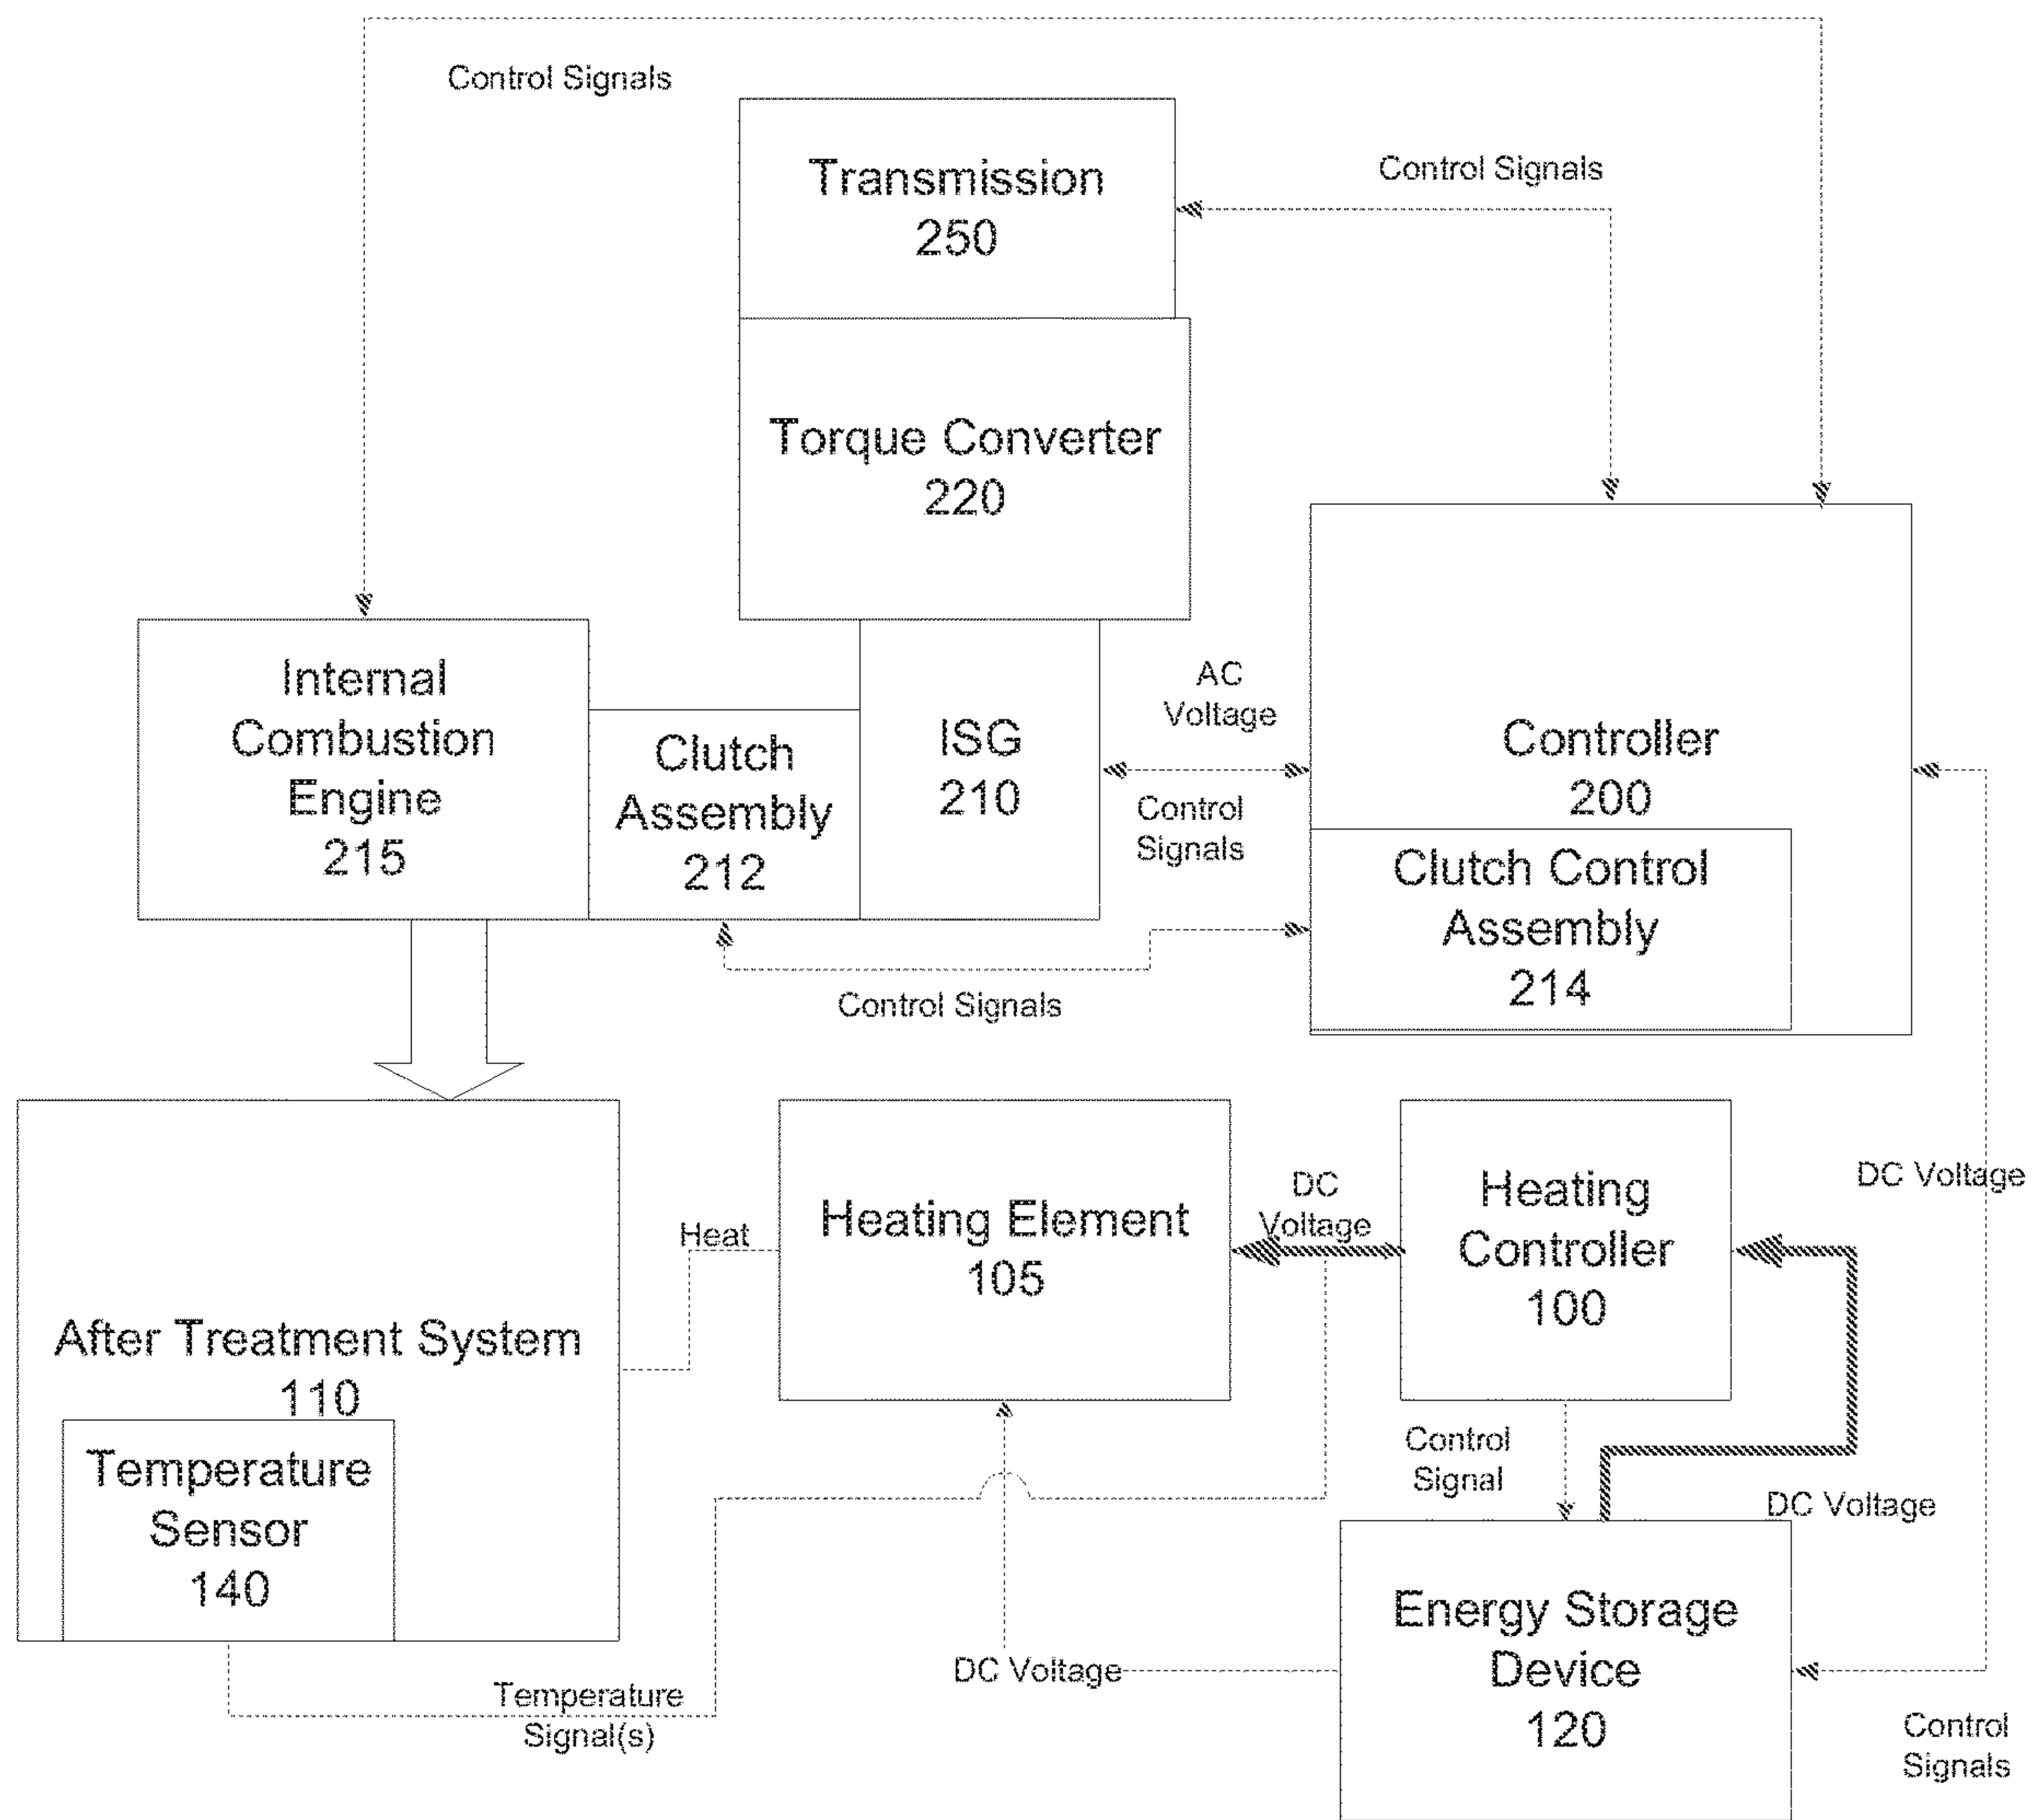 Control Signals
Transmission
250
Control Signals
Torque Converter
220
Internal
Combustion
Engine
215
Clutch
Assembly
212
ISG
210
AC
Voltage
Control
Signals
Controller
200
Clutch Control
Assembly
214
Control Signals
After Treatment System
110
Temperature
Sensor
140
Heat
Heating Element
105
DC
Voltage
Heating
Controller
100
DC Voltage
Control
Signal
DC Voltage
Energy Storage
Device
120
DC Voltage
Temperature
Signal(s)
Control
Signals